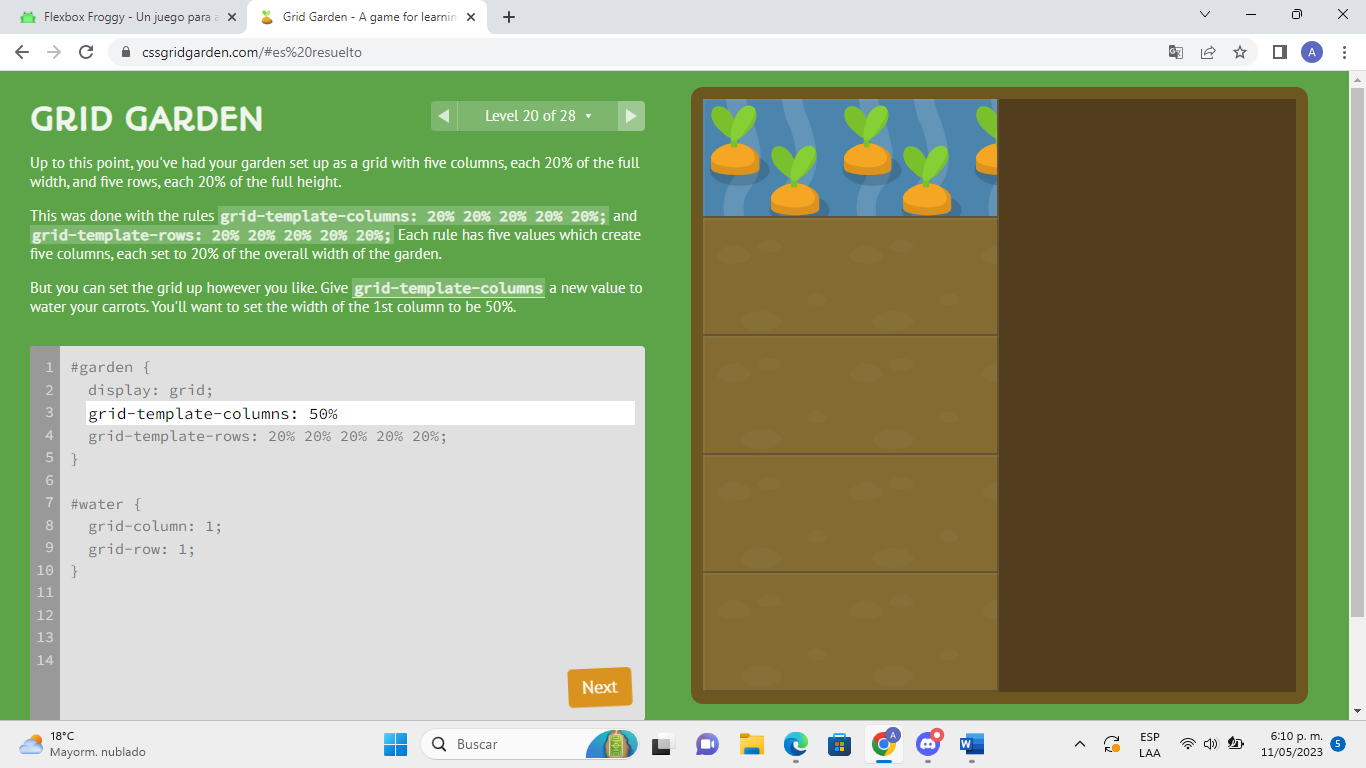 Flexbox Froggy - Un juego para a
Grid Garden - A game for learnin
cssgridgarden.com/#es%20resuelto
A
GRID GARDEN
Level 20 of 28
Up to this point, you've had your garden set up as a grid with five columns, each 20% of the full
width, and five rows, each 20% of the full height.
This was done with the rules grid-template-columns: 20% 20% 20% 20% 20%; and
grid-template-rows: 20% 20% 20% 20% 20%; Each rule has five values which create
five columns, each set to 20% of the overall width of the garden.
But you can set the grid up however you like. Give grid-template-columns a new value to
water your carrots. You'll want to set the width of the 1st column to be 50%.
1 #garden {
2 display: grid;
3 grid-template-columns: 50%
4 grid-template-rows: 20% 20% 20% 20% 20%;
5 }
6
7 #water {
8 grid-column: 1;
9 grid-row: 1;
10 }
11
12
13
14
Next
18°C
Mayorm. nublado
Buscar
A
W
ESP
LAA
6:10 p. m.
11/05/2023
5